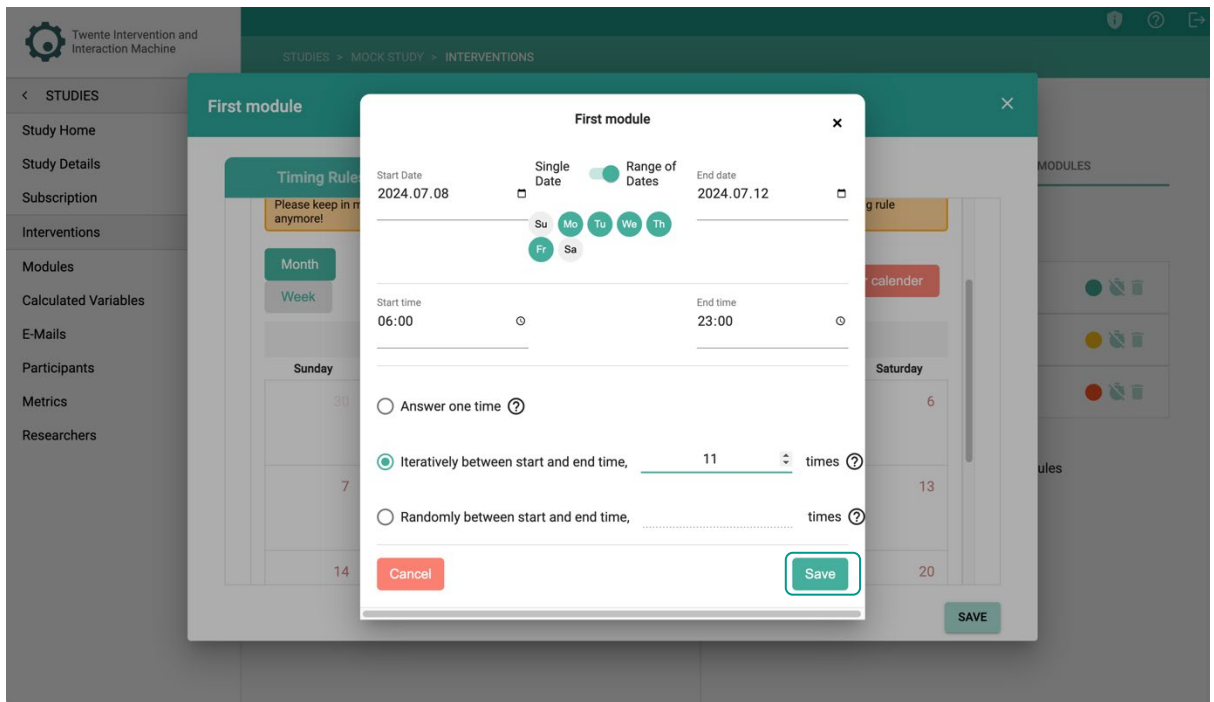 Twente Intervention and
Interaction Machine
STUDIES > MOCK STUDY > INTERVENTIONS
< STUDIES
Study Home
Study Details
Subscription
Interventions
Modules
Calculated Variables
E-Mails
Participants
Metrics
Researchers
First module
MODULES
Timing Rule
Please keep in m
anymore!
g rule
Month
Week
calender
Sunday
Saturday
30
6
7
13
14
20
SAVE
ules
First module
Start Date
2024.07.08
Single
Date
Range of
Dates
End date
2024.07.12
Su Mo Tu We Th
Fr Sa
Start time
06:00
End time
23:00
Answer one time
Iteratively between start and end time, 11 times
Randomly between start and end time, times
Cancel
Save